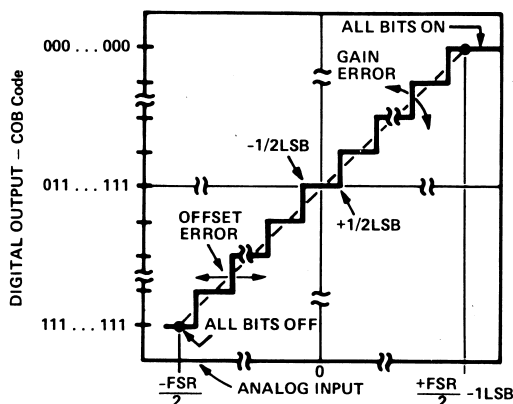 ALL BITS ON
000 ... 000
GAIN
ERROR
-1/2LSB
011 ... 111
+1/2LSB
OFFSET
ERROR
DIGITAL OUTPUT – COB Code
111 ... 111
ALL BITS OFF
0
-FSR
2
ANALOG INPUT
+FSR
2
-1LSB